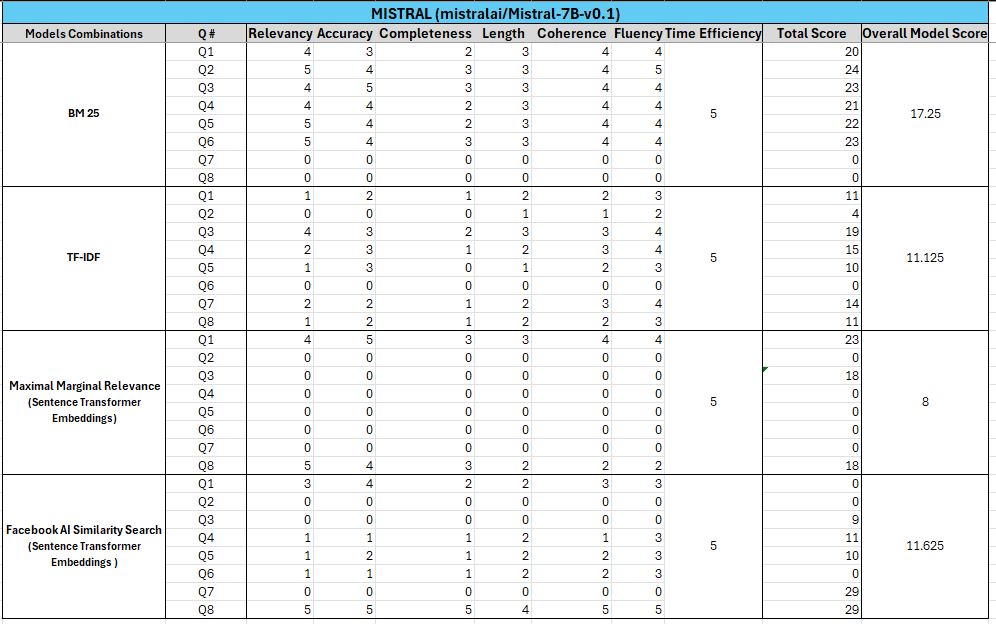 MISTRAL (mistralai/Mistral-7B-v0.1)
Models Combinations Q # Relevancy Accuracy Completeness Length Coherence Fluency Time Efficiency Total Score Overall Model Score
BM 25 5 17.25
Q1 4 3 2 3 4 4 20
Q2 5 4 3 3 4 5 24
Q3 4 5 3 3 4 4 23
Q4 4 4 2 3 4 4 21
Q5 5 4 2 3 4 4 22
Q6 5 4 3 3 4 4 23
Q7 0 0 0 0 0 0 0
Q8 0 0 0 0 0 0 0
TF-IDF 5 11.125
Q1 1 2 1 2 2 3 11
Q2 0 0 0 1 1 2 4
Q3 4 3 2 3 3 4 19
Q4 2 3 1 2 3 4 15
Q5 1 3 0 1 2 3 10
Q6 0 0 0 0 0 0 0
Q7 2 2 1 2 3 4 14
Q8 1 2 1 2 2 3 11
Maximal Marginal Relevance
(Sentence Transformer
Embeddings) 5 8
Q1 4 5 3 3 4 4 23
Q2 0 0 0 0 0 0 0
Q3 0 0 0 0 0 0 18
Q4 0 0 0 0 0 0 0
Q5 0 0 0 0 0 0 0
Q6 0 0 0 0 0 0 0
Q7 0 0 0 0 0 0 0
Q8 5 4 3 2 2 2 18
Facebook AI Similarity Search
(Sentence Transformer
Embeddings ) 5 11.625
Q1 3 4 2 2 3 3 0
Q2 0 0 0 0 0 0 0
Q3 0 0 0 0 0 0 9
Q4 1 1 1 2 1 3 11
Q5 1 2 1 2 2 3 10
Q6 1 1 1 2 2 3 0
Q7 0 0 0 0 0 0 29
Q8 5 5 5 4 5 5 29